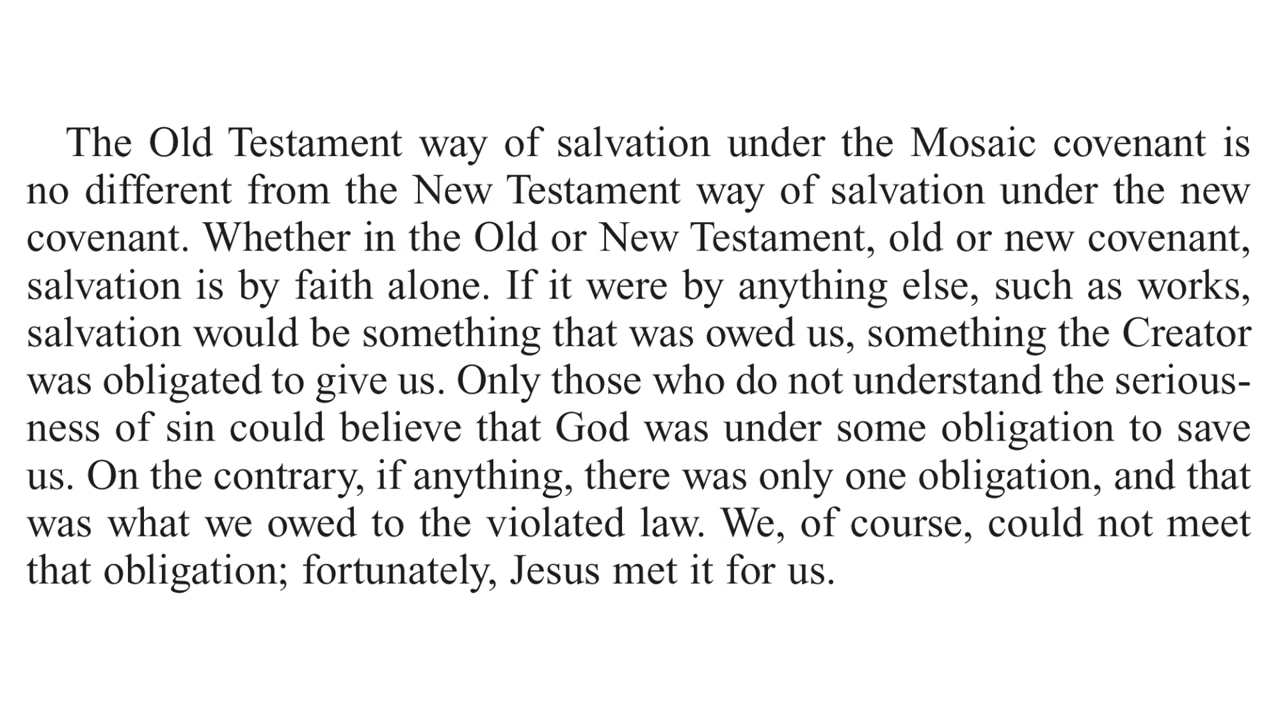 The Old Testament way of salvation under the Mosaic covenant is
no different from the New Testament way of salvation under the new
covenant. Whether in the Old or New Testament, old or new covenant,
salvation is by faith alone. If it were by anything else, such as works,
salvation would be something that was owed us, something the Creator
was obligated to give us. Only those who do not understand the serious-
ness of sin could believe that God was under some obligation to save
us. On the contrary, if anything, there was only one obligation, and that
was what we owed to the violated law. We, of course, could not meet
that obligation; fortunately, Jesus met it for us.